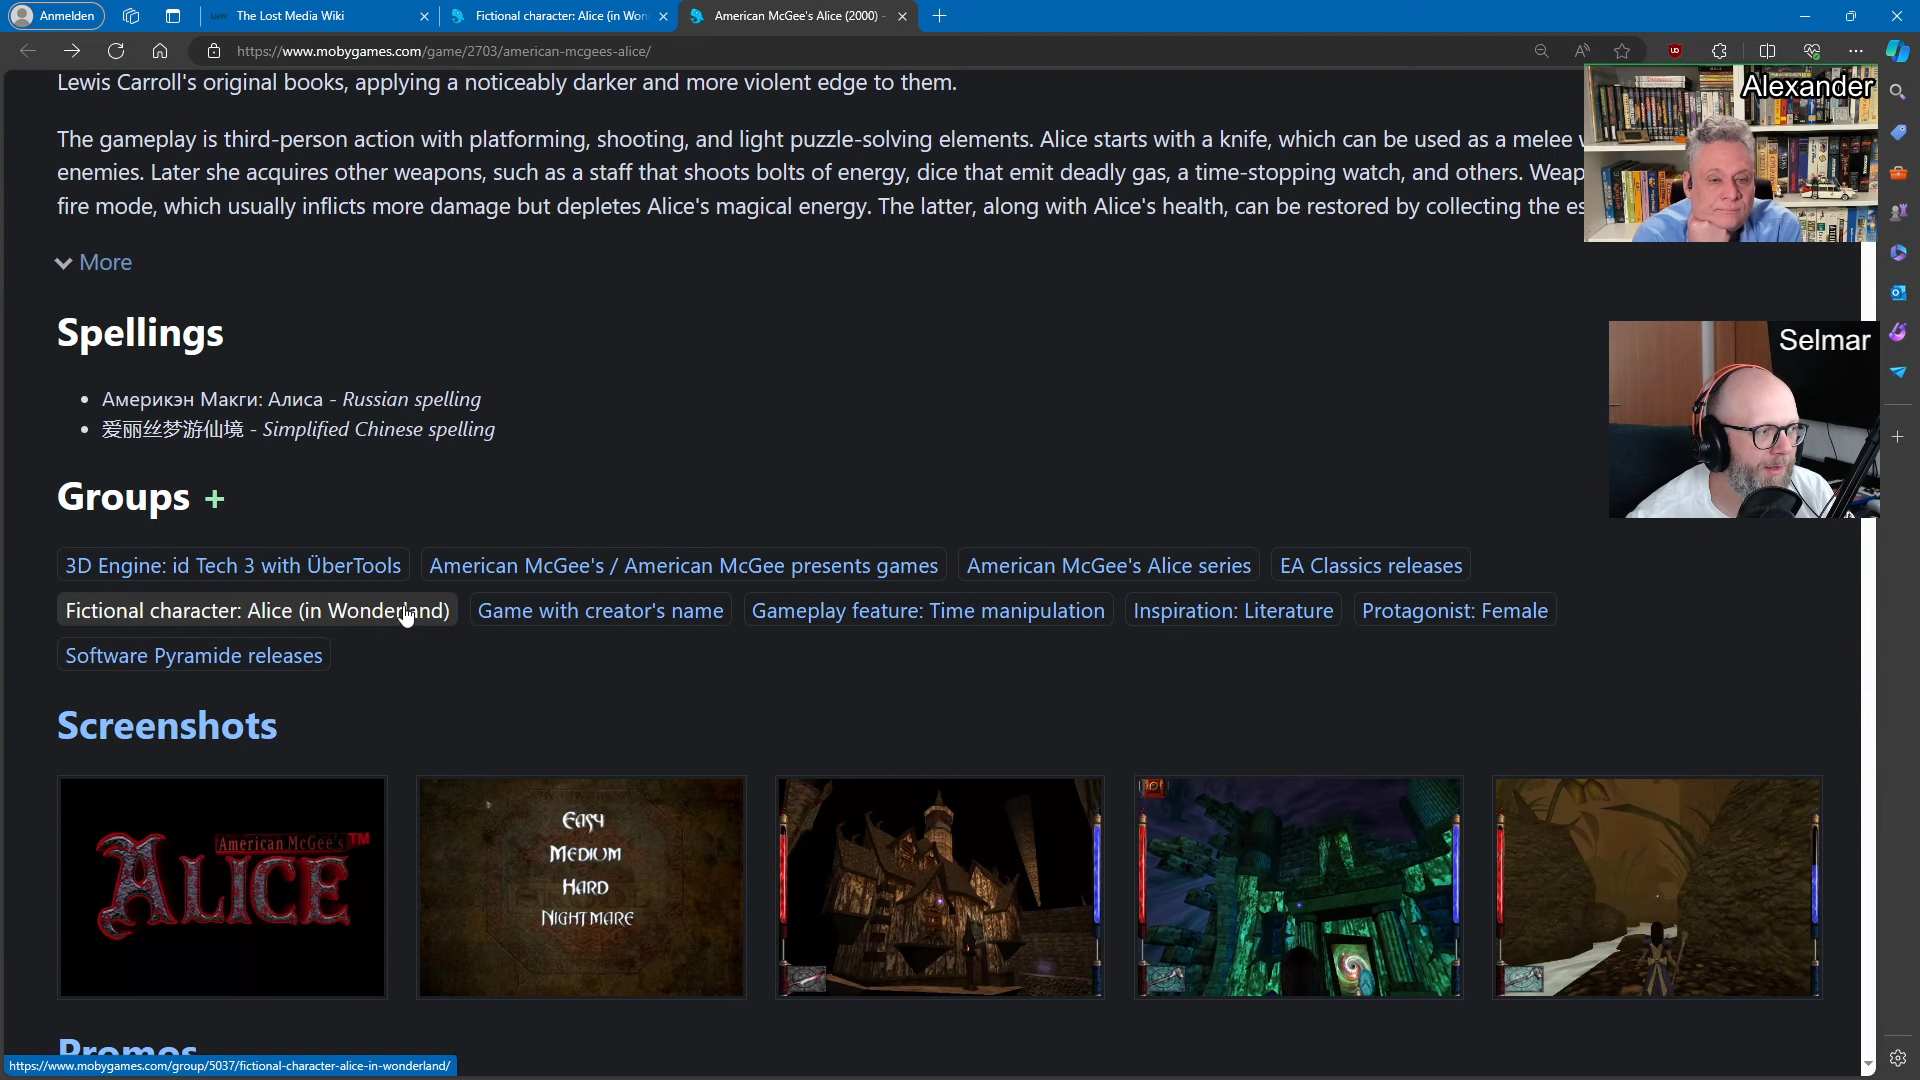 Anmelden
The Lost Media Wiki
Fictional character: Alice (in Won
American McGee's Alice (2000) -
https://www.mobygames.com/game/2703/american-mcgees-alice/
Lewis Carroll's original books, applying a noticeably darker and more violent edge to them.
The gameplay is third-person action with platforming, shooting, and light puzzle-solving elements. Alice starts with a knife, which can be used as a melee
enemies. Later she acquires other weapons, such as a staff that shoots bolts of energy, dice that emit deadly gas, a time-stopping watch, and others. Weap
fire mode, which usually inflicts more damage but depletes Alice's magical energy. The latter, along with Alice's health, can be restored by collecting the es
Alexander
Selmar
More
Spellings
Америкэн Макги: Алиса - Russian spelling
爱丽丝梦游仙境 - Simplified Chinese spelling
Groups +
3D Engine: id Tech 3 with ÜberTools
American McGee's / American McGee presents games
American McGee's Alice series
EA Classics releases
Fictional character: Alice (in Wonderland)
Game with creator's name
Gameplay feature: Time manipulation
Inspiration: Literature
Protagonist: Female
Software Pyramide releases
Screenshots
American McGee's™
ALICE
EASY
MEDIUM
HARD
NIGHTMARE
Promos
https://www.mobygames.com/group/5037/fictional-character-alice-in-wonderland/